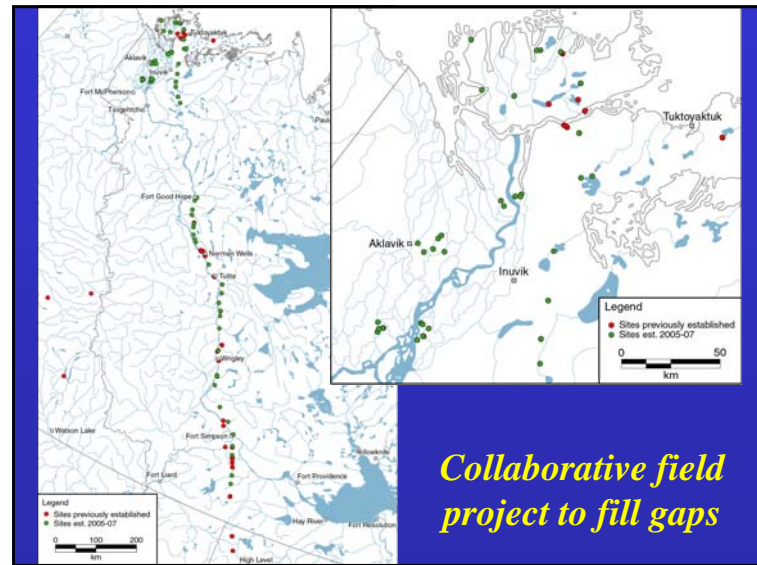 Tuktoyaktuk
Aklavik
Inuvik
Fort McPherson
Tsiigehtchic
Fort Good Hope
Norman Wells
Tulita
Wrigley
Fort Simpson
Watson Lake
Fort Liard
Yellowknife
Fort Providence
Hay River
Fort Resolution
High Level
Legend
Sites previously established
Sites est. 2005-07
0 100 200
km
Tuktoyaktuk
Aklavik
Inuvik
Legend
Sites previously established
Sites est. 2005-07
0 50
km
Collaborative field
project to fill gaps